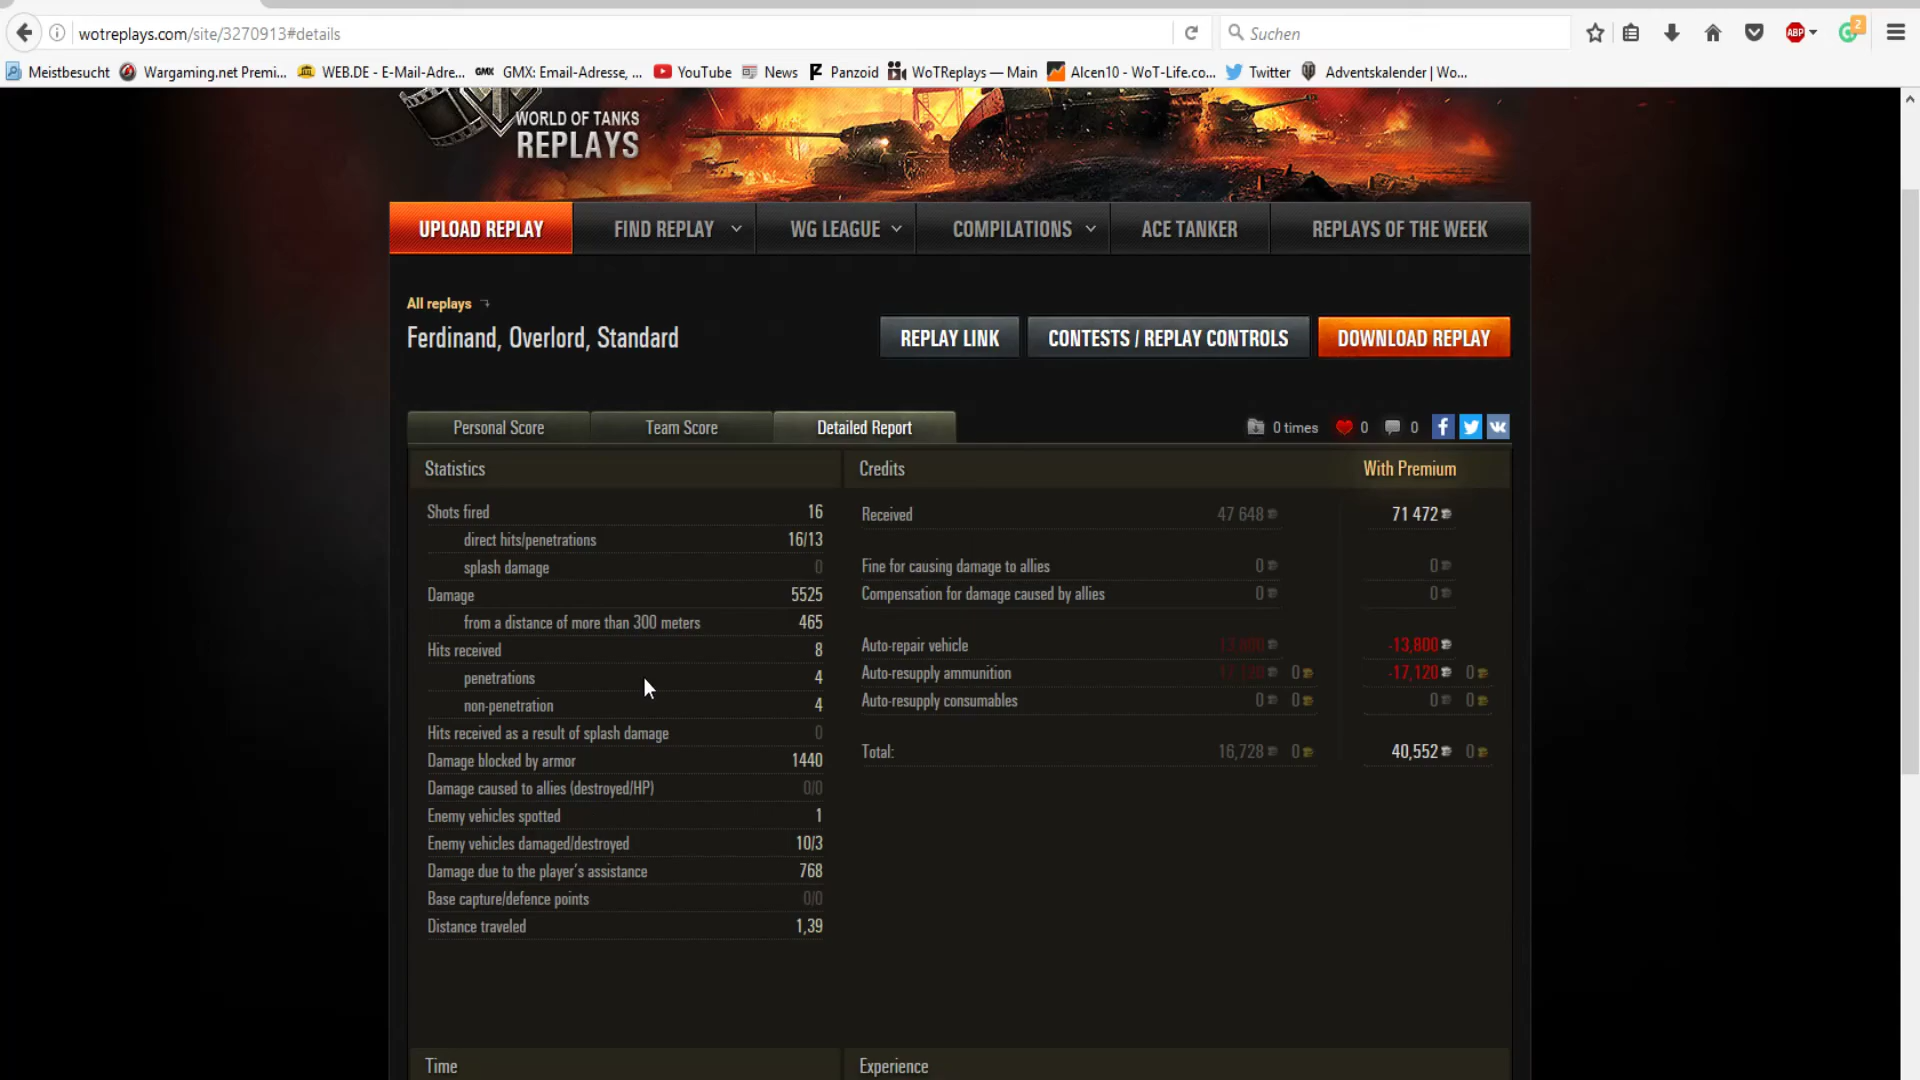 wotreplays.com/site/3270913#details
Suchen
ABP
2
Meistbesucht
Wargaming.net Premi...
WEB.DE - E-Mail-Adre...
GMX GMX: Email-Adresse, ...
YouTube
News
Panzoid
WoTReplays — Main
Alcen10 - WoT-Life.co...
Twitter
Adventskalender | Wo...
WORLD OF TANKS
REPLAYS
UPLOAD REPLAY
FIND REPLAY
WG LEAGUE
COMPILATIONS
ACE TANKER
REPLAYS OF THE WEEK
All replays
Ferdinand, Overlord, Standard
REPLAY LINK
CONTESTS / REPLAY CONTROLS
DOWNLOAD REPLAY
Personal Score
Team Score
Detailed Report
0 times
0
0
Statistics
Shots fired 16
direct hits/penetrations 16/13
splash damage 0
Damage 5525
from a distance of more than 300 meters 465
Hits received 8
penetrations 4
non-penetration 4
Hits received as a result of splash damage 0
Damage blocked by armor 1440
Damage caused to allies (destroyed/HP) 0/0
Enemy vehicles spotted 1
Enemy vehicles damaged/destroyed 10/3
Damage due to the player's assistance 768
Base capture/defence points 0/0
Distance traveled 1,39
Credits With Premium
Received 47 648 71 472
Fine for causing damage to allies 0 0
Compensation for damage caused by allies 0 0
Auto-repair vehicle 13,800 -13,800
Auto-resupply ammunition 0 -17,120 0
Auto-resupply consumables 0 0 0 0
Total: 16,728 0 40,552 0
Time
Experience